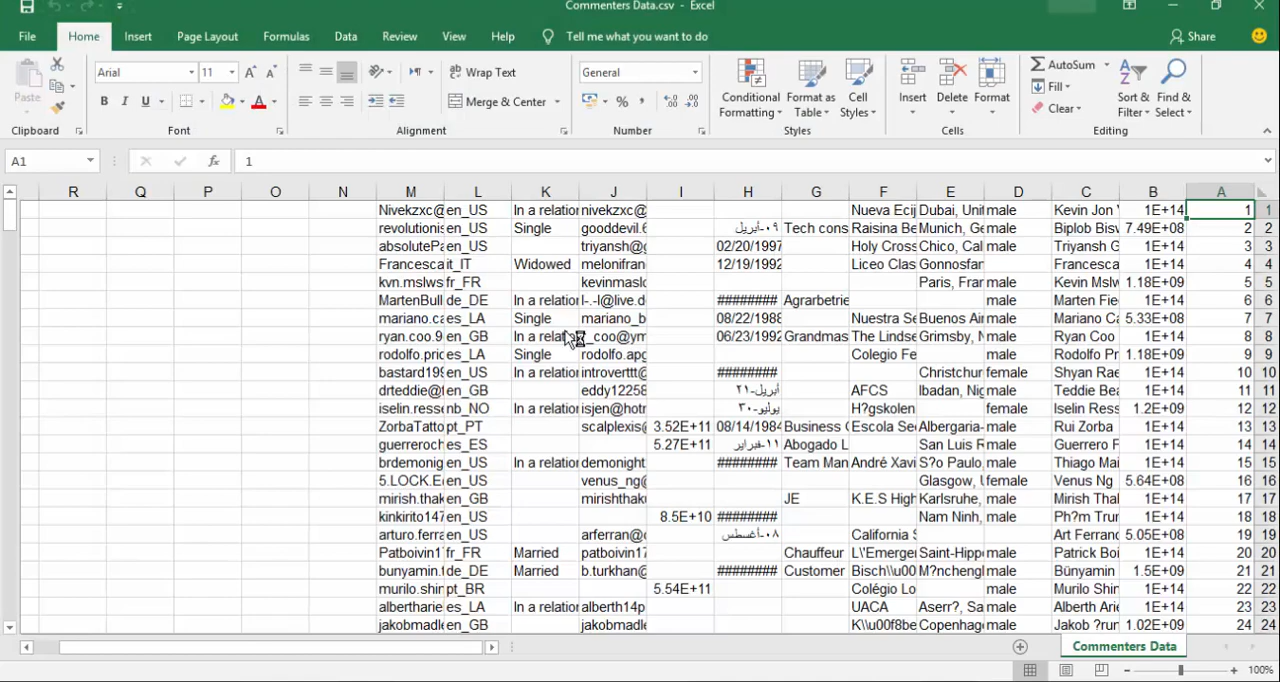 Commenters Data.csv - Excel
File Home Insert Page Layout Formulas Data Review View Help Tell me what you want to do Share
Paste Arial 11 Wrap Text General Conditional Formatting Format as Table Cell Styles Insert Delete Format AutoSum Sort & Filter Find & Select
B I U Merge & Center % Fill Clear
Clipboard Font Alignment Number Styles Cells Editing
A1 fx 1
R Q P O N M L K J I H G F E D C B A
Nivekzxc@ en_US In a relation nivekzxc@ Nueva Ecij Dubai, Unit male Kevin Jon 1E+14 1 1
revolutionis en_US Single gooddevil.6 ٠٩-أبريل Tech cons Raisina Be Munich, Ge male Biplob Bisv 7.49E+08 2 2
absolutePa en_US triyansh@g 02/20/1997 Holy Cross Chico, Cal male Triyansh G 1E+14 3 3
Francesca it_IT Widowed melonifran 12/19/1992 Liceo Clas Gonnosfan Francesca 1E+14 4 4
kvn.mslws fr_FR kevinmasl Paris, Fran male Kevin Mslw 1.18E+09 5 5
MartenBull de_DE In a relation l-.-l@live.d ######## Agrarbetrie male Marten Fie 1E+14 6 6
mariano.ca es_LA Single mariano_b 08/22/1988 Nuestra Se Buenos Air male Mariano Ca 5.33E+08 7 7
ryan.coo.9 en_GB In a relation _coo@ym 06/23/1992 Grandmas The Lindse Grimsby, N male Ryan Coo 1E+14 8 8
rodolfo.pric es_LA Single rodolfo.apg Colegio Fe male Rodolfo Pr 1.18E+09 9 9
bastard199 en_US In a relation introverttt@ ######## Christchur female Shyan Rae 1E+14 10 10
drteddie@t en_GB eddy12258 ٢١-أبريل AFCS Ibadan, Nig male Teddie Bea 1E+14 11 11
iselin.resse nb_NO In a relation isjen@hotn ٣٠-يوليو H?gskolen female Iselin Ress 1.2E+09 12 12
ZorbaTatto pt_PT scalplexis@ 3.52E+11 08/14/1984 Business C Escola Sec Albergaria- male Rui Zorba 1E+14 13 13
guerreroch es_ES 5.27E+11 ١١-فبراير Abogado L San Luis R male Guerrero F 1E+14 14 14
brdemonig en_US In a relation demonight ######## Team Man André Xavi S?o Paulo, male Thiago Mai 1E+14 15 15
5.LOCK.E en_US venus_ng@ Glasgow, U female Venus Ng 5.64E+08 16 16
mirish.thak en_GB mirishthaku JE K.E.S High Karlsruhe, male Mirish Thal 1E+14 17 17
kinkirito147 en_US 8.5E+10 ######## Nam Ninh, male Ph?m Trun 1E+14 18 18
arturo.ferra en_US arferran@c ٠٨-أغسطس California S male Art Ferrand 5.05E+08 19 19
Patboivin17 fr_FR Married patboivin17 Chauffeur L\'Emerger Saint-Hipp male Patrick Boi 1E+14 20 20
bunyamin.t de_DE Married b.turkhan@ ######## Customer Bisch\\u00 M?nchengl male Bünyamin 1.5E+09 21 21
murilo.shir pt_BR 5.54E+11 Colégio Lo male Murilo Shin 1E+14 22 22
albertharie es_LA In a relation alberth14p UACA Aserr?, Sa male Alberth Arie 1E+14 23 23
jakobmadle en_GB jakobmadle K\\u00f8be Copenhage male Jakob ?run 1.02E+09 24 24
Commenters Data
100%